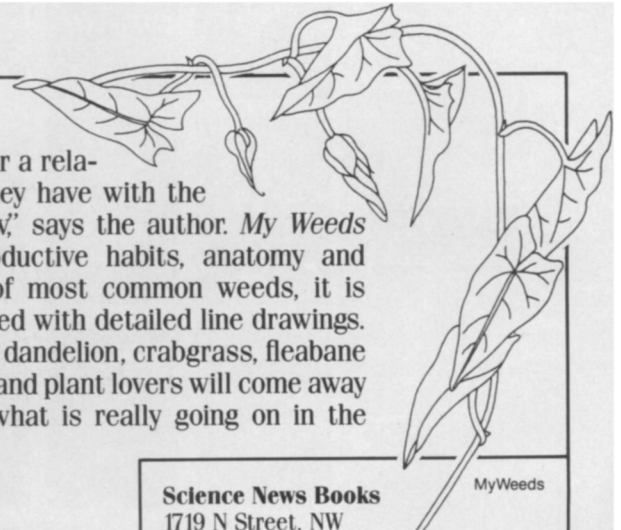 r a rela-
ey have with the
v," says the author. My Weeds
ductive habits, anatomy and
of most common weeds, it is
ed with detailed line drawings.
dandelion, crabgrass, fleabane
and plant lovers will come away
what is really going on in the
Science News Books
1719 N Street, NW
MyWeeds